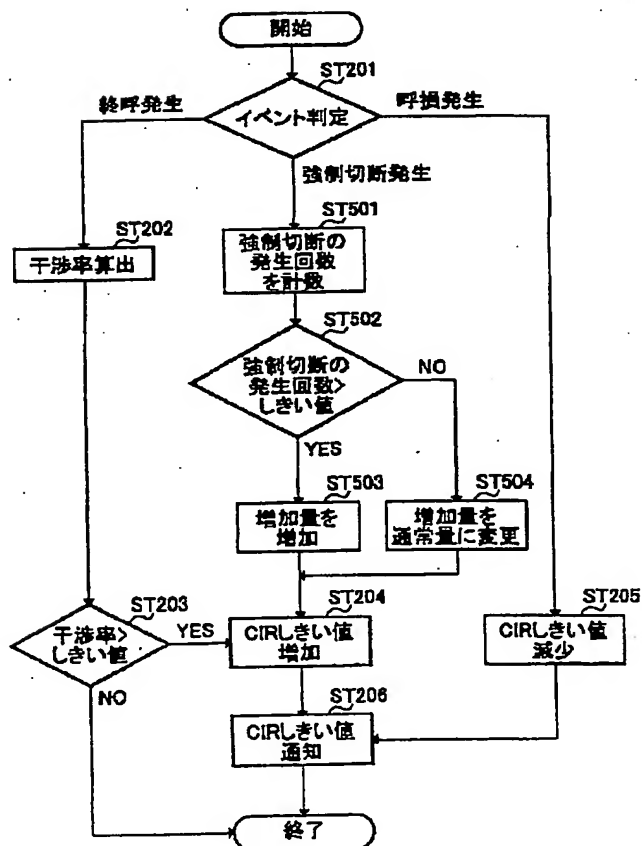 開始
ST201
終呼発生
イベント判定
呼損発生
強制切断発生
ST202
干渉率算出
ST501
強制切断の
発生回数
を計数
ST502
強制切断の
発生回数>
しきい値
NO
YES
ST503
増加量を
増加
ST504
増加量を
通常量に変更
ST203
干渉率>
しきい値
YES
NO
ST204
CIRしきい値
増加
ST205
CIRしきい値
減少
ST206
CIRしきい値
通知
終了